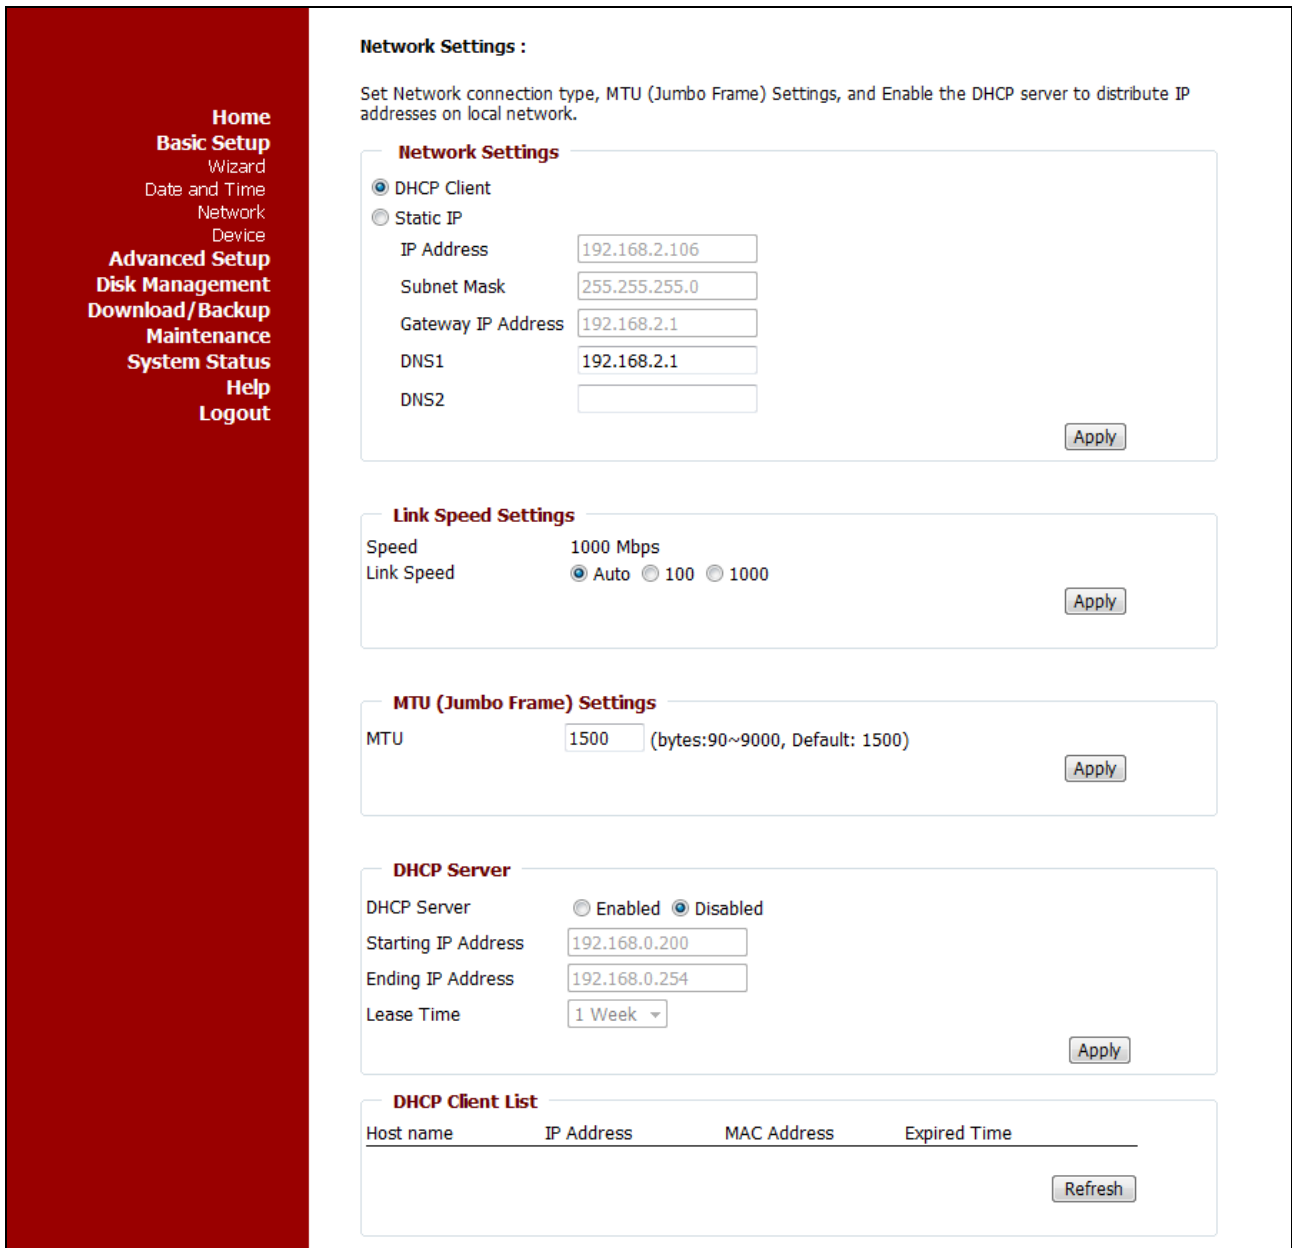 Home
Basic Setup
Wizard
Date and Time
Network
Device
Advanced Setup
Disk Management
Download/Backup
Maintenance
System Status
Help
Logout
Network Settings :
Set Network connection type, MTU (Jumbo Frame) Settings, and Enable the DHCP server to distribute IP
addresses on local network.
Network Settings
DHCP Client
Static IP
IP Address 192.168.2.106
Subnet Mask 255.255.255.0
Gateway IP Address 192.168.2.1
DNS1 192.168.2.1
DNS2
Apply
Link Speed Settings
Speed 1000 Mbps
Link Speed Auto 100 1000
Apply
MTU (Jumbo Frame) Settings
MTU 1500 (bytes:90~9000, Default: 1500)
Apply
DHCP Server
DHCP Server Enabled Disabled
Starting IP Address 192.168.0.200
Ending IP Address 192.168.0.254
Lease Time 1 Week
Apply
DHCP Client List
Host name IP Address MAC Address Expired Time
Refresh